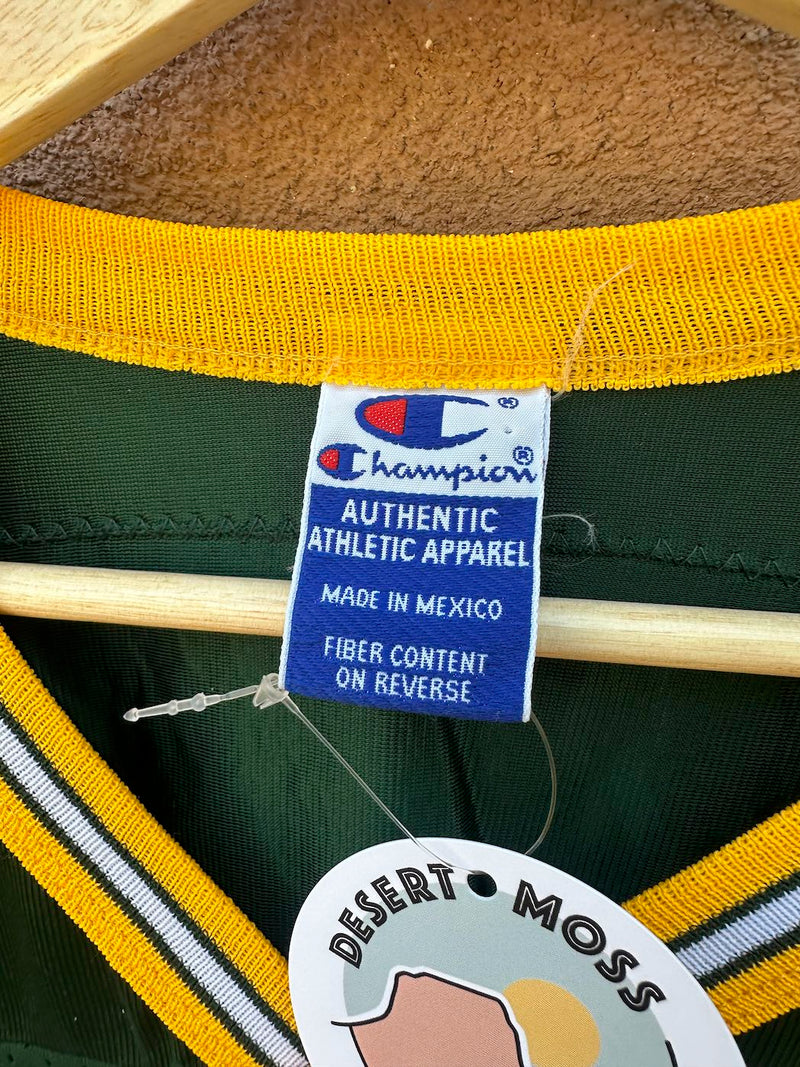 ®
Champion®
AUTHENTIC
ATHLETIC APPAREL
MADE IN MEXICO
FIBER CONTENT
ON REVERSE
DESERT MOSS